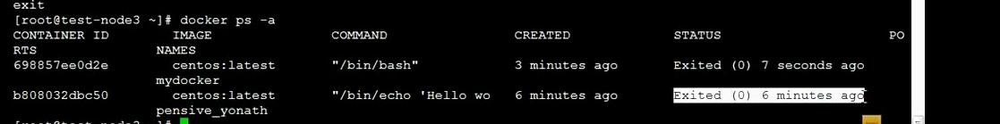 exit
[root@test-node3 ~]# docker ps -a
CONTAINER ID        IMAGE               COMMAND                CREATED             STATUS                      PO
RTS                 NAMES
698857ee0d2e        centos:latest       "/bin/bash"            3 minutes ago       Exited (0) 7 seconds ago
                    mydocker
b808032dbc50        centos:latest       "/bin/echo 'Hello wo   6 minutes ago       Exited (0) 6 minutes ago
                    pensive_yonath
[root@test-node3 ~]#